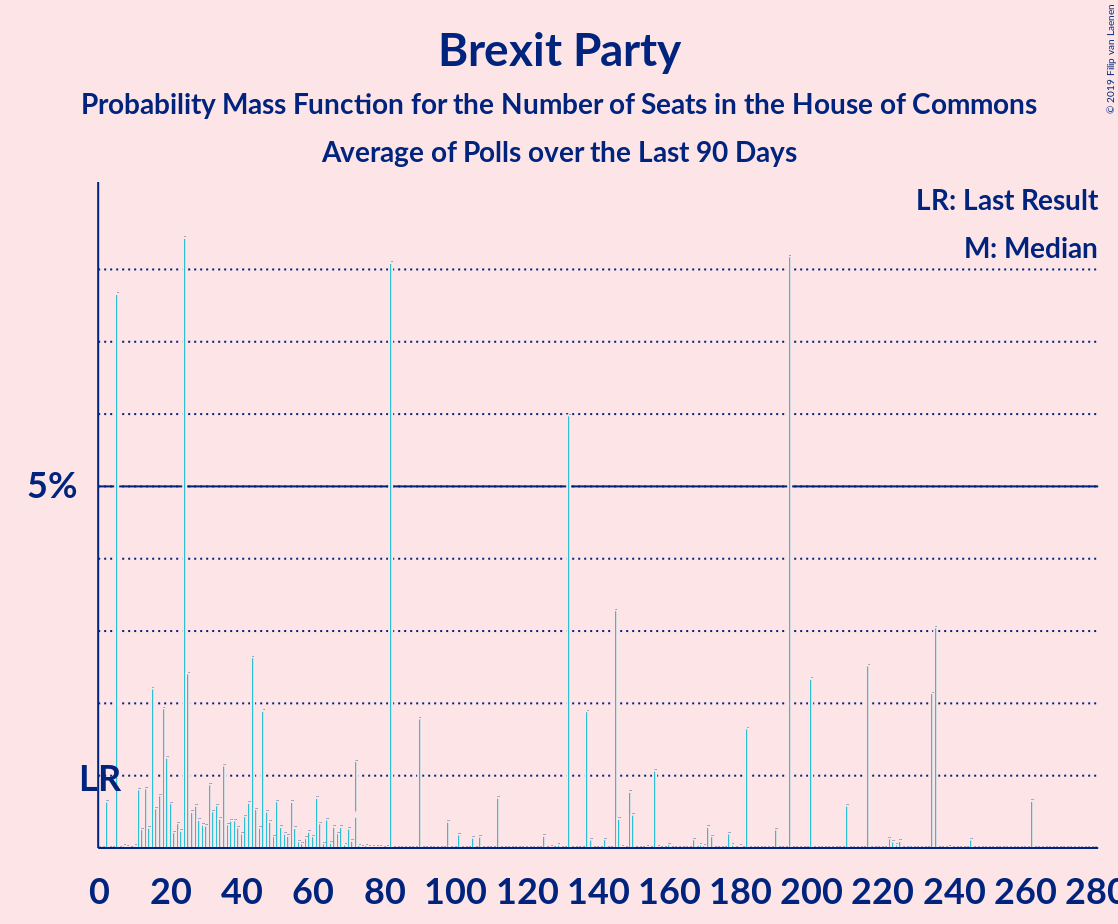 Brexit Party
Probability Mass Function for the Number of Seats in the House of Commons
Average of Polls over the Last 90 Days
© 2019 Filip van Laenen
LR: Last Result
M: Median
5%
LR
0 20 40 60 80 100 120 140 160 180 200 220 240 260 280